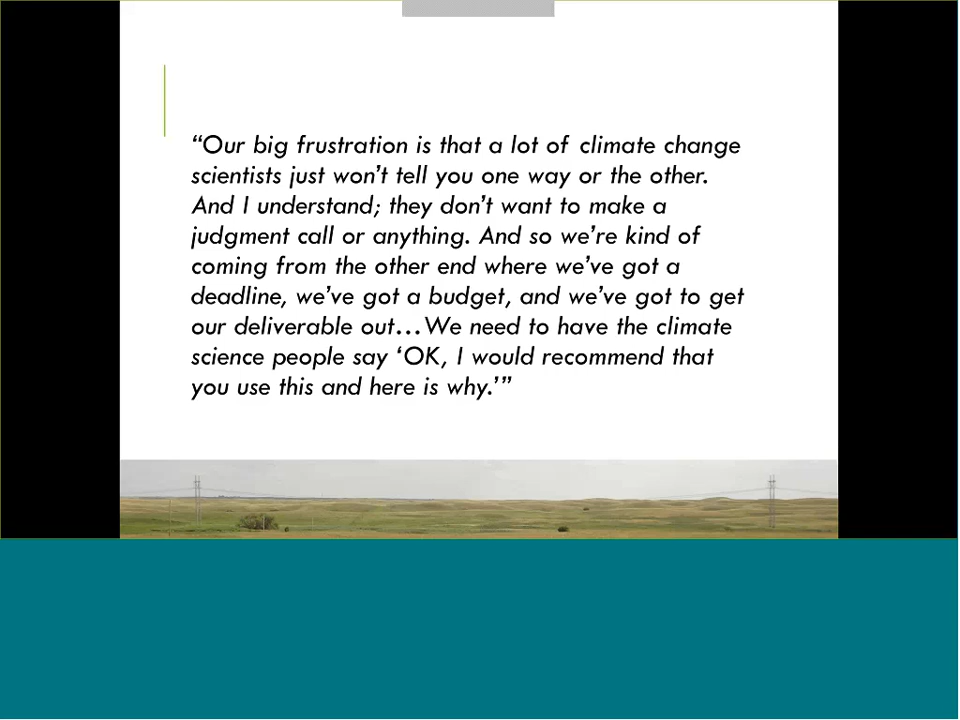 “Our big frustration is that a lot of climate change
scientists just won’t tell you one way or the other.
And I understand; they don’t want to make a
judgment call or anything. And so we’re kind of
coming from the other end where we’ve got a
deadline, we’ve got a budget, and we’ve got to get
our deliverable out…We need to have the climate
science people say ‘OK, I would recommend that
you use this and here is why.’”